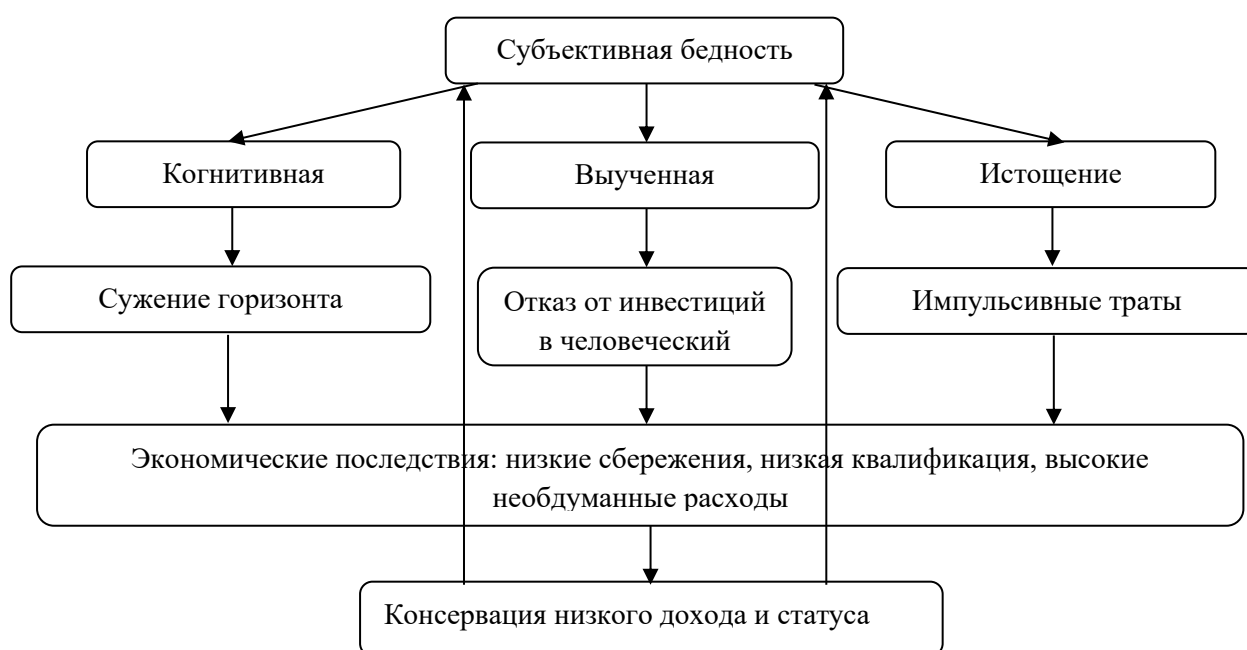 Субъективная бедность
Когнитивная
Выученная
Истощение
Сужение горизонта
Отказ от инвестиций
в человеческий
Импульсивные траты
Экономические последствия: низкие сбережения, низкая квалификация, высокие
необдуманные расходы
Консервация низкого дохода и статуса